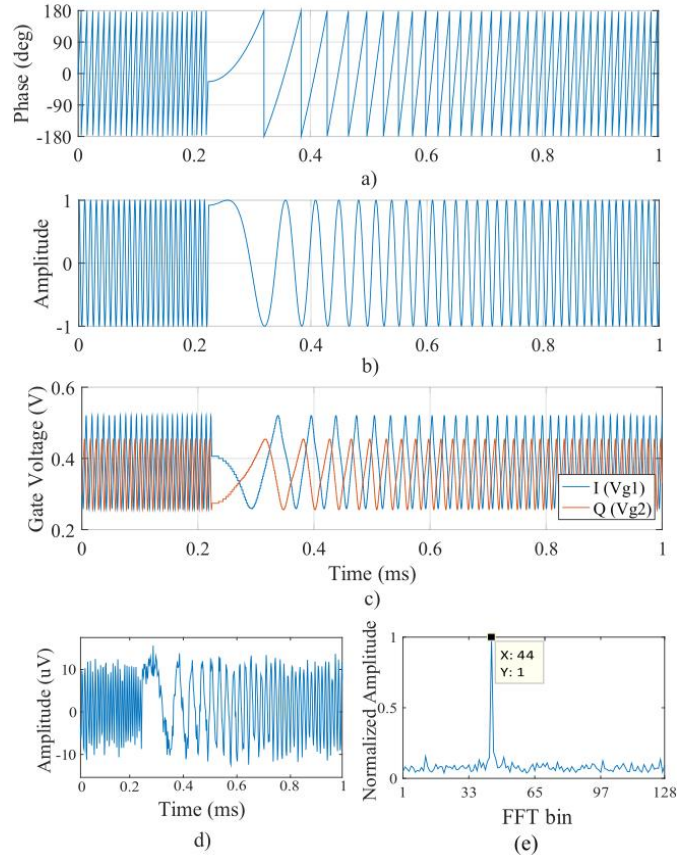 180
90
0
-90
-180
Phase (deg)
0 0.2 0.4 0.6 0.8 1
a)
1
0
-1
Amplitude
0 0.2 0.4 0.6 0.8 1
b)
0.6
0.4
0.2
Gate Voltage (V)
I (Vg1)
Q (Vg2)
0 0.2 0.4 0.6 0.8 1
Time (ms)
c)
Amplitude (uV)
10
0
-10
0 0.2 0.4 0.6 0.8 1
Time (ms)
d)
Normalized Amplitude
1
0.5
0
X: 44
Y: 1
1 33 65 97 128
FFT bin
(e)